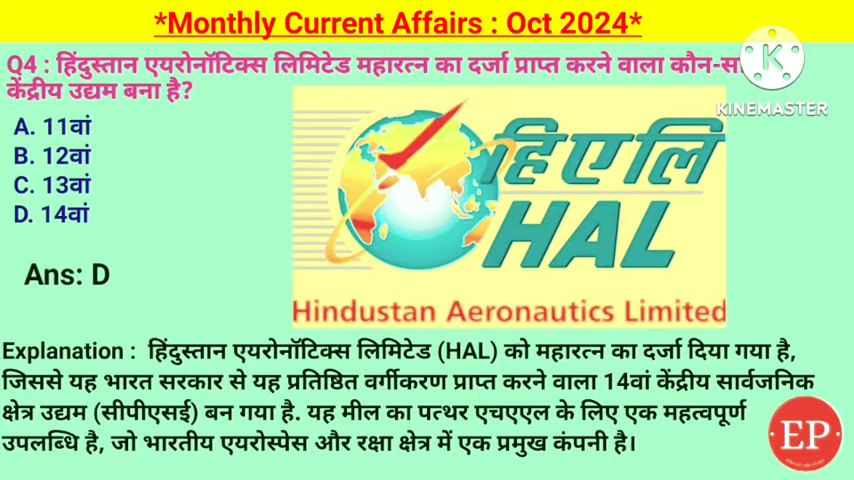 *Monthly Current Affairs : Oct 2024*
Q4 : हिंदुस्तान एयरोनॉटिक्स लिमिटेड महारत्न का दर्जा प्राप्त करने वाला कौन-सा
केंद्रीय उद्यम बना है?
K
KINEMASTER
A. 11वां
B. 12वां
C. 13वां
D. 14वां
Ans: D
हिएलि
HAL
Hindustan Aeronautics Limited
Explanation : हिंदुस्तान एयरोनॉटिक्स लिमिटेड (HAL) को महारत्न का दर्जा दिया गया है,
जिससे यह भारत सरकार से यह प्रतिष्ठित वर्गीकरण प्राप्त करने वाला 14वां केंद्रीय सार्वजनिक
क्षेत्र उद्यम (सीपीएसई) बन गया है. यह मील का पत्थर एचएएल के लिए एक महत्वपूर्ण
उपलब्धि है, जो भारतीय एयरोस्पेस और रक्षा क्षेत्र में एक प्रमुख कंपनी है।
EP